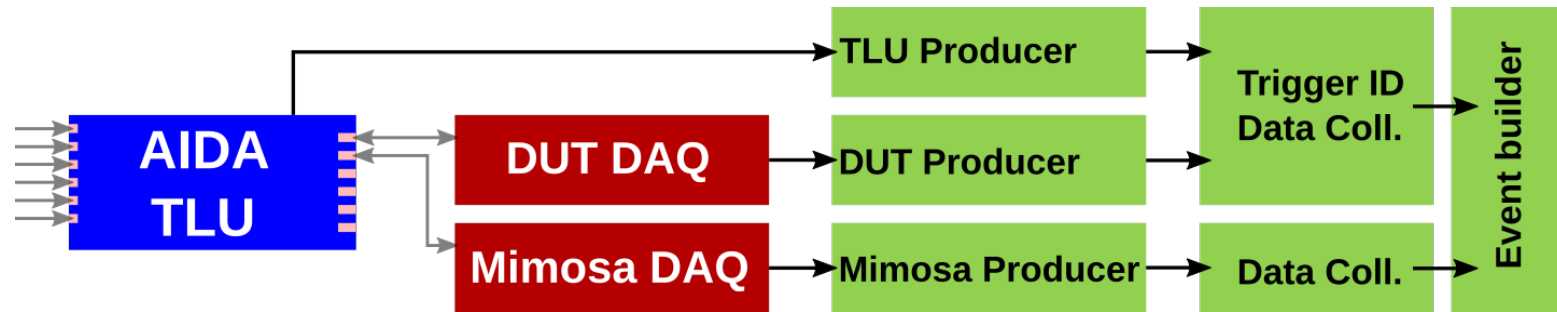 AIDA
TLU
DUT DAQ
Mimosa DAQ
TLU Producer
DUT Producer
Mimosa Producer
Trigger ID
Data Coll.
Data Coll.
Event builder